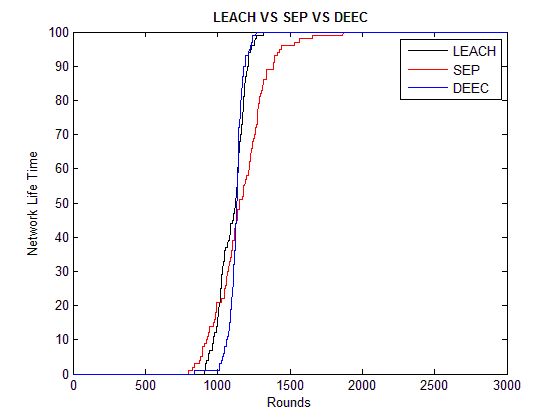 LEACH VS SEP VS DEEC
100
90
80
70
60
50
40
30
20
10
0
Network Life Time
LEACH
SEP
DEEC
0 500 1000 1500 2000 2500 3000
Rounds